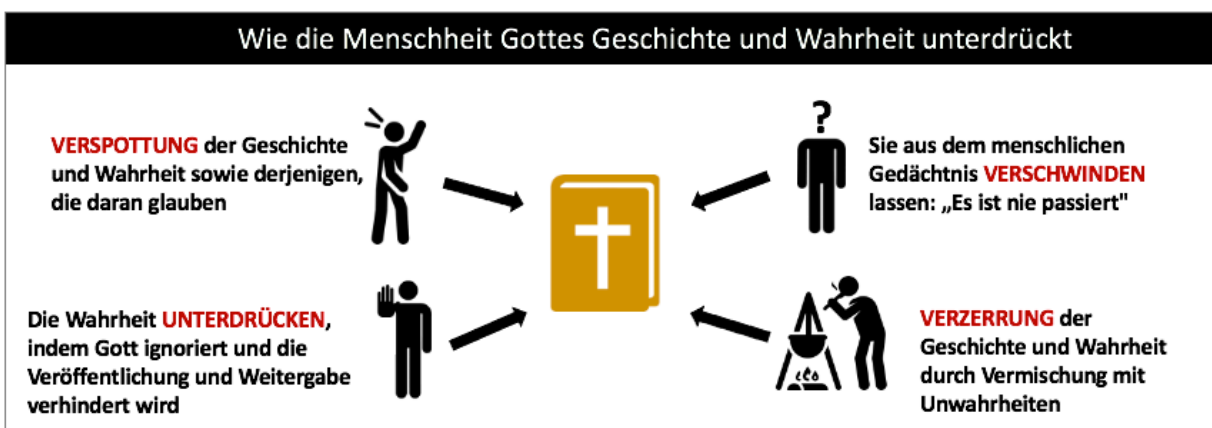 Wie die Menschheit Gottes Geschichte und Wahrheit unterdrückt
VERSPOTTUNG der Geschichte
und Wahrheit sowie derjenigen,
die daran glauben
?
Sie aus dem menschlichen
Gedächtnis VERSCHWINDEN
lassen: „Es ist nie passiert"
Die Wahrheit UNTERDRÜCKEN,
indem Gott ignoriert und die
Veröffentlichung und Weitergabe
verhindert wird
VERZERRUNG der
Geschichte und Wahrheit
durch Vermischung mit
Unwahrheiten